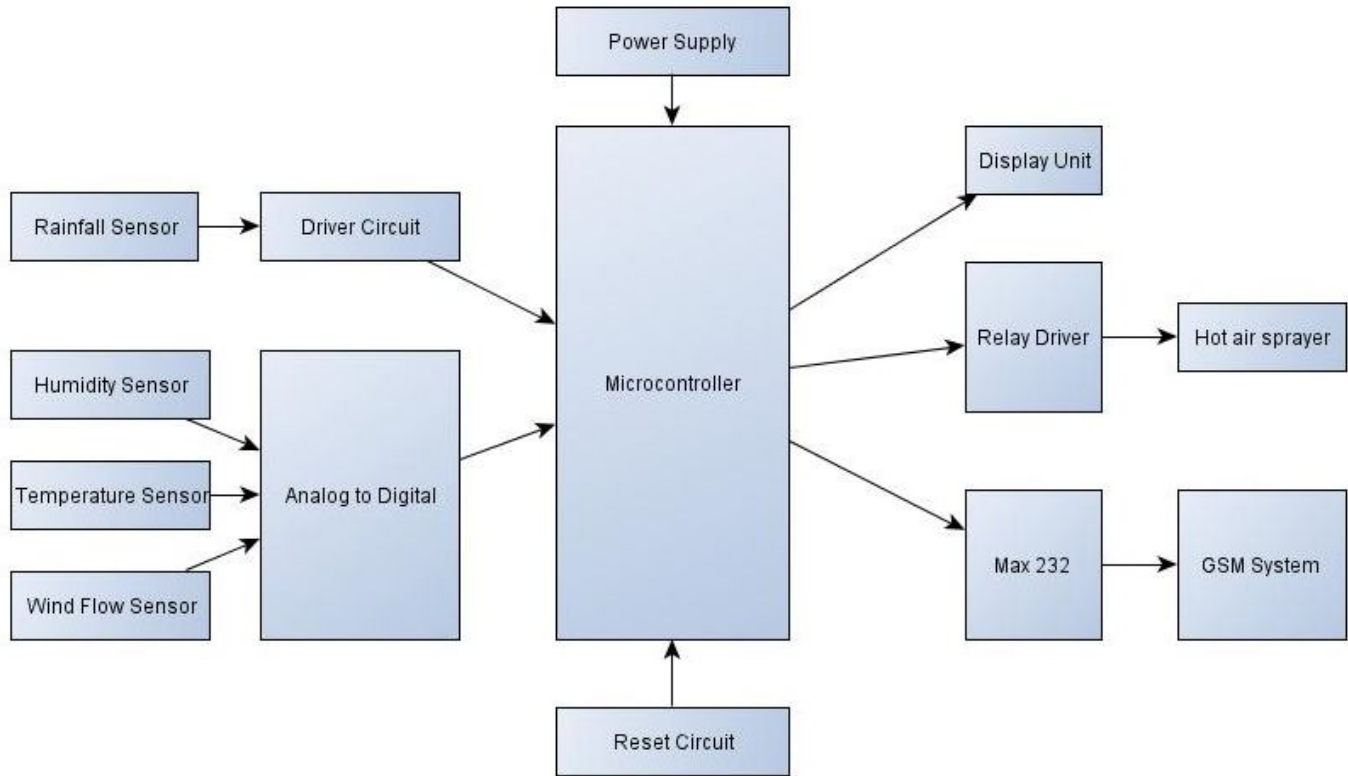 Power Supply
Display Unit
Rainfall Sensor
Driver Circuit
Relay Driver
Hot air sprayer
Humidity Sensor
Microcontroller
Temperature Sensor
Analog to Digital
Wind Flow Sensor
Max 232
GSM System
Reset Circuit